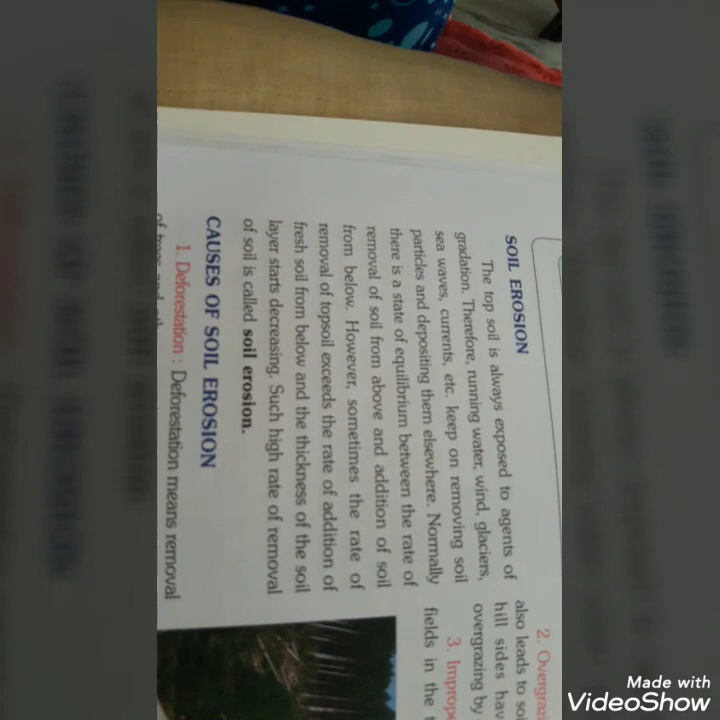 SOIL EROSION
The top soil is always exposed to agents of
gradation. Therefore, running water, wind, glaciers,
sea waves, currents, etc. keep on removing soil
particles and depositing them elsewhere. Normally
there is a state of equilibrium between the rate of
removal of soil from above and addition of soil
from below. However, sometimes the rate of
removal of topsoil exceeds the rate of addition of
fresh soil from below and the thickness of the soil
layer starts decreasing. Such high rate of removal
of soil is called soil erosion.
CAUSES OF SOIL EROSION
1. Deforestation : Deforestation means removal
of trees and
2.
also leads to
hill sides
overgrazing by
3.
fields in the
Made with
VideoShow